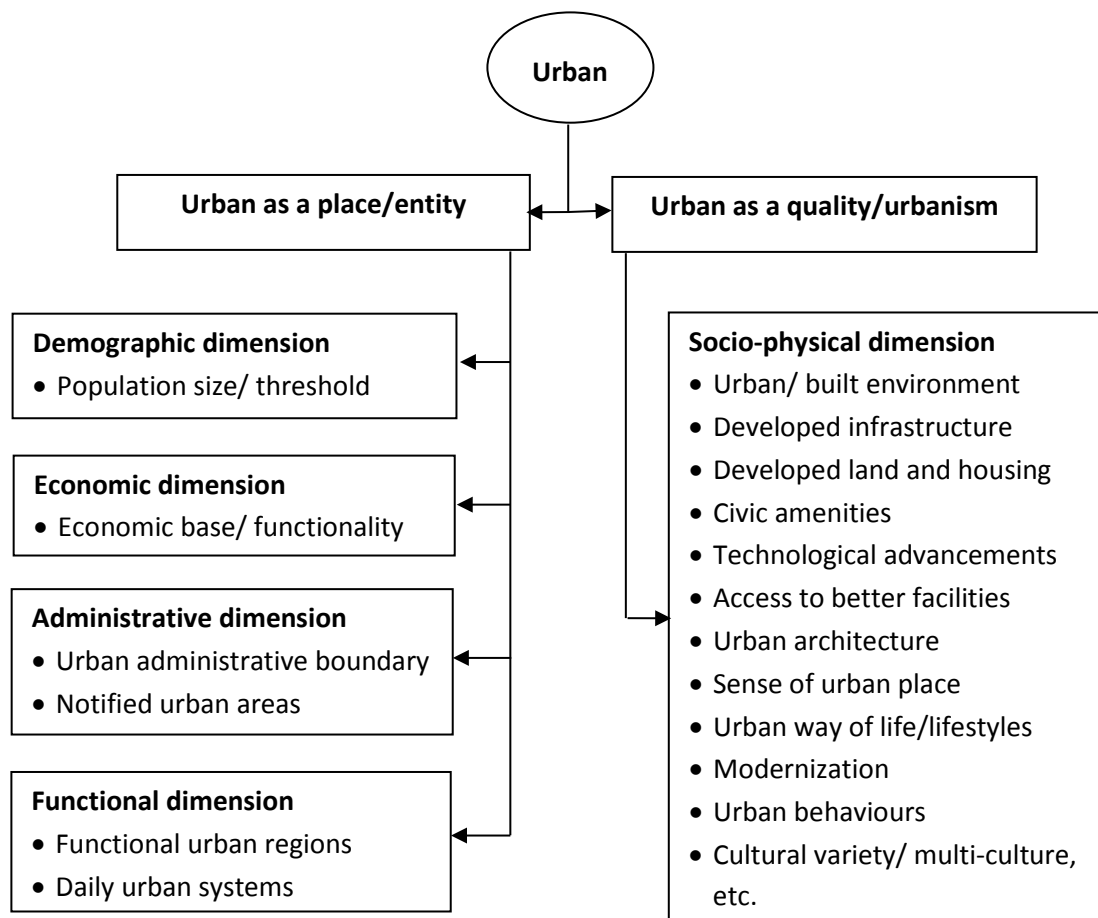 Urban
Urban as a place/entity
Urban as a quality/urbanism
Demographic dimension
• Population size/ threshold
Economic dimension
• Economic base/ functionality
Administrative dimension
• Urban administrative boundary
• Notified urban areas
Functional dimension
• Functional urban regions
• Daily urban systems
Socio-physical dimension
• Urban/ built environment
• Developed infrastructure
• Developed land and housing
• Civic amenities
• Technological advancements
• Access to better facilities
• Urban architecture
• Sense of urban place
• Urban way of life/lifestyles
• Modernization
• Urban behaviours
• Cultural variety/ multi-culture,
etc.